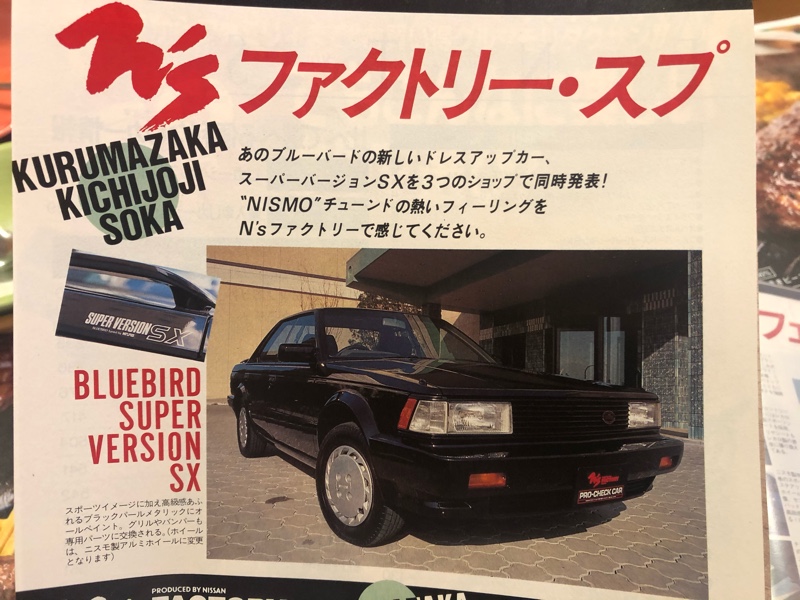 N's ファクトリー・スプ
KURUMAZAKA
KICHIJOJI
SOKA
あのブルーバードの新しいドレスアップカー、
スーパーバージョンSXを3つのショップで同時発表!
"NISMO"チューンドの熱いフィーリングを
N'sファクトリーで感じてください。
SUPER VERSION SX
BLUEBIRD
SUPER
VERSION
SX
スポーツイメージに加え高級感あふ
れるブラックパールメタリックにオ
ールペイント。グリルやバンパーも
専用パーツに交換される。(ホイール
は、ニスモ製アルミホイールに変更
となります)
N's
PRO-CHECK CAR
PRODUCED BY NISSAN
フェ